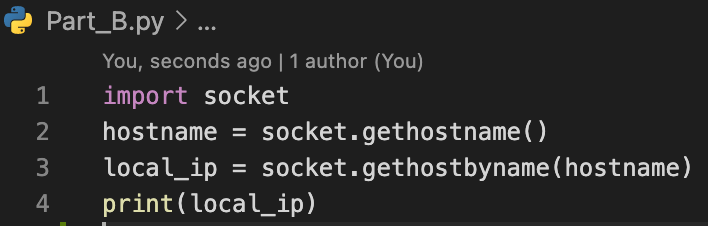 Part_B.py > ...
You, seconds ago | 1 author (You)
1 import socket
2 hostname = socket.gethostname()
3 local_ip = socket.gethostbyname(hostname)
4 print(local_ip)